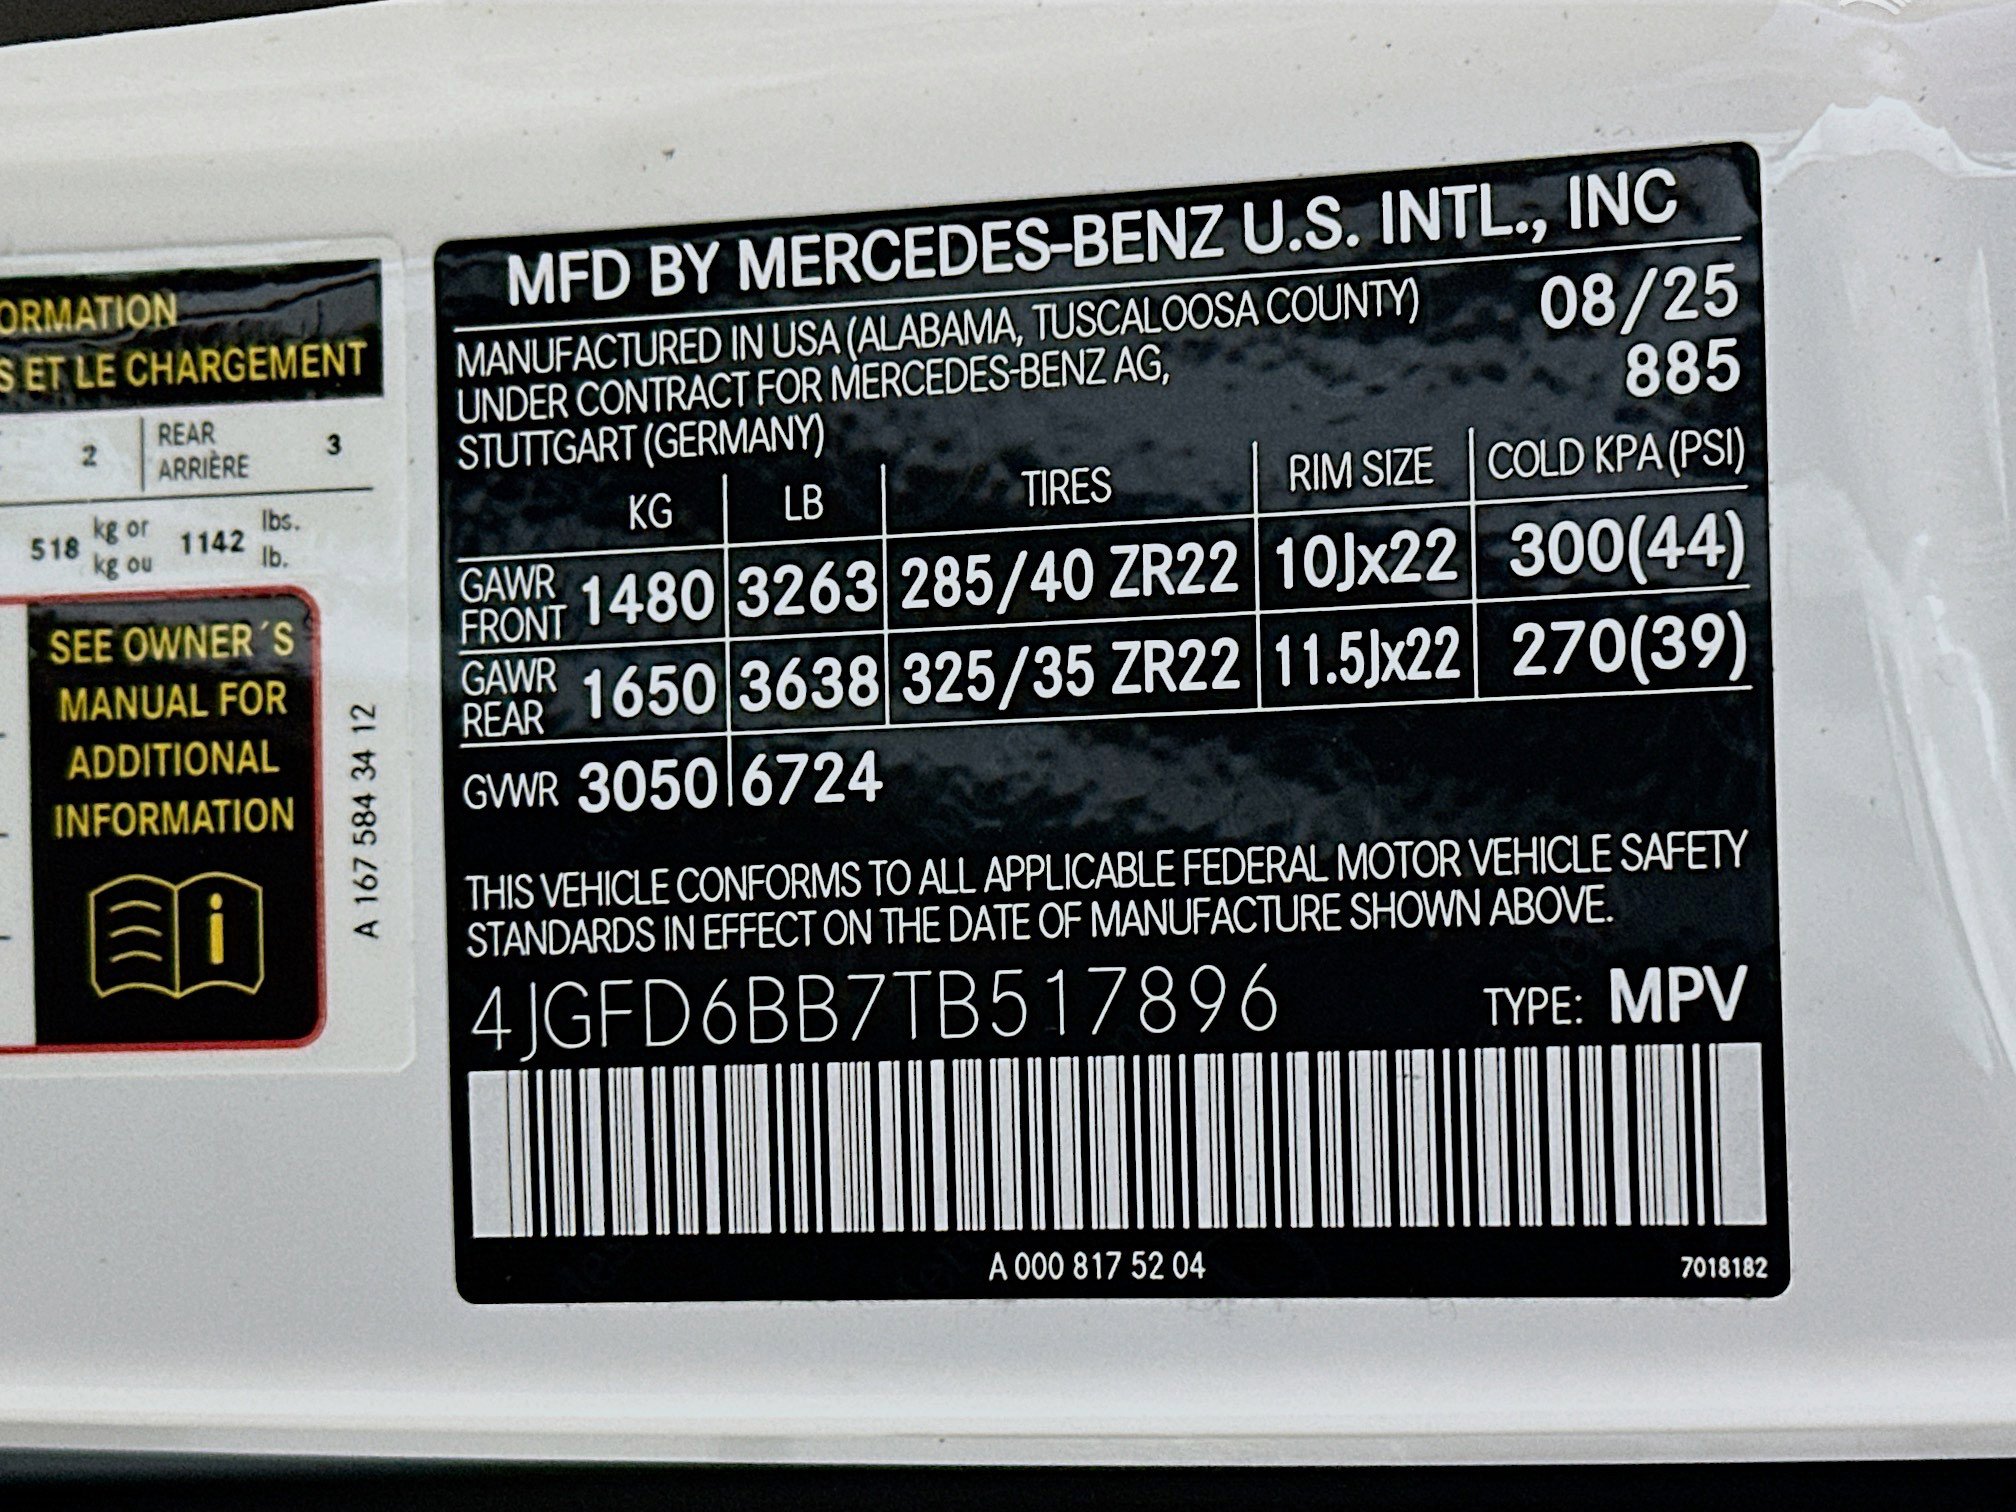 ORMATION
S ET LE CHARGEMENT
2 REAR ARRIÈRE 3
518 kg or kg ou 1142 lbs. lb.
SEE OWNER´S
MANUAL FOR
ADDITIONAL
INFORMATION
i
A 167 584 34 12
MFD BY MERCEDES-BENZ U.S. INTL., INC
MANUFACTURED IN USA (ALABAMA, TUSCALOOSA COUNTY) 08/25
UNDER CONTRACT FOR MERCEDES-BENZ AG, 885
STUTTGART (GERMANY)
KG LB TIRES RIM SIZE COLD KPA (PSI)
GAWR FRONT 1480 3263 285/40 ZR22 10Jx22 300(44)
GAWR REAR 1650 3638 325/35 ZR22 11.5Jx22 270(39)
GVWR 3050 6724
THIS VEHICLE CONFORMS TO ALL APPLICABLE FEDERAL MOTOR VEHICLE SAFETY
STANDARDS IN EFFECT ON THE DATE OF MANUFACTURE SHOWN ABOVE.
4JGFD6BB7TB517896 TYPE: MPV
A 000 817 52 04 7018182